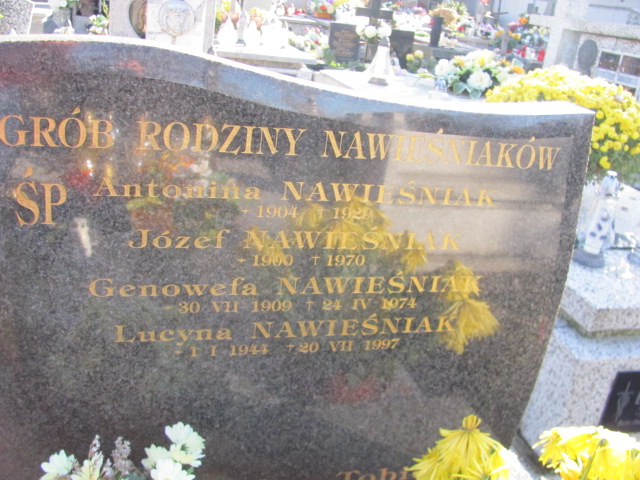 GRÓB RODZINY NAWIEŚNIAKÓW
ŚP
Antonina NAWIEŚNIAK
* 1904 † 1929
Józef NAWIEŚNIAK
* 1900 † 1970
Genowefa NAWIEŚNIAK
* 30 VII 1909 † 24 IV 1974
Lucyna NAWIEŚNIAK
* 1 I 1944 † 20 VII 1997